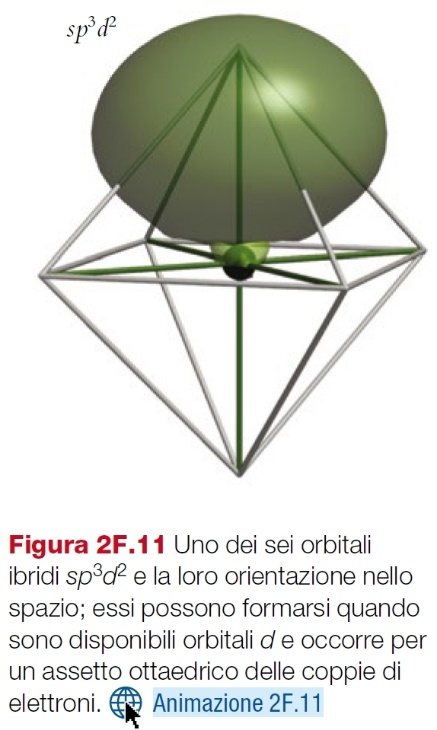 sp³d²
Figura 2F.11 Uno dei sei orbitali
ibridi sp³d² e la loro orientazione nello
spazio; essi possono formarsi quando
sono disponibili orbitali d e occorre per
un assetto ottaedrico delle coppie di
elettroni. Animazione 2F.11